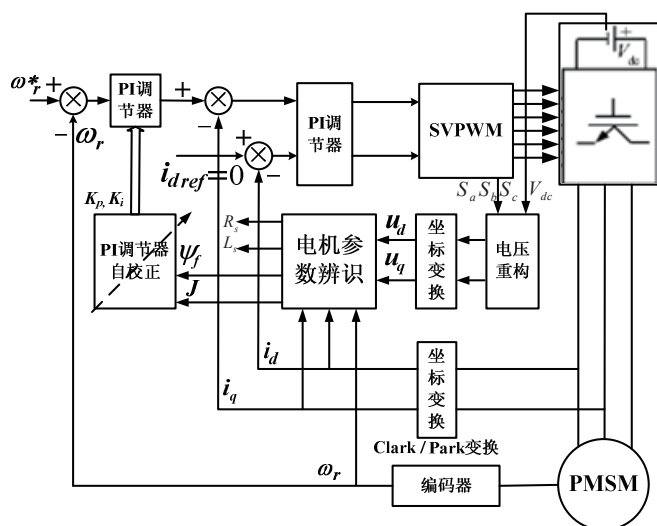 ω*r + PI调节器 + PI调节器 SVPWM + Vdc
− ωr − + −
idref=0
Sa Sb Sc Vdc
Kp, Ki
PI调节器自校正
Rs
Ls
ψf
J
电机参数辨识
ud
uq
坐标变换
电压重构
id
iq
坐标变换
Clark / Park变换
ωr
编码器
PMSM